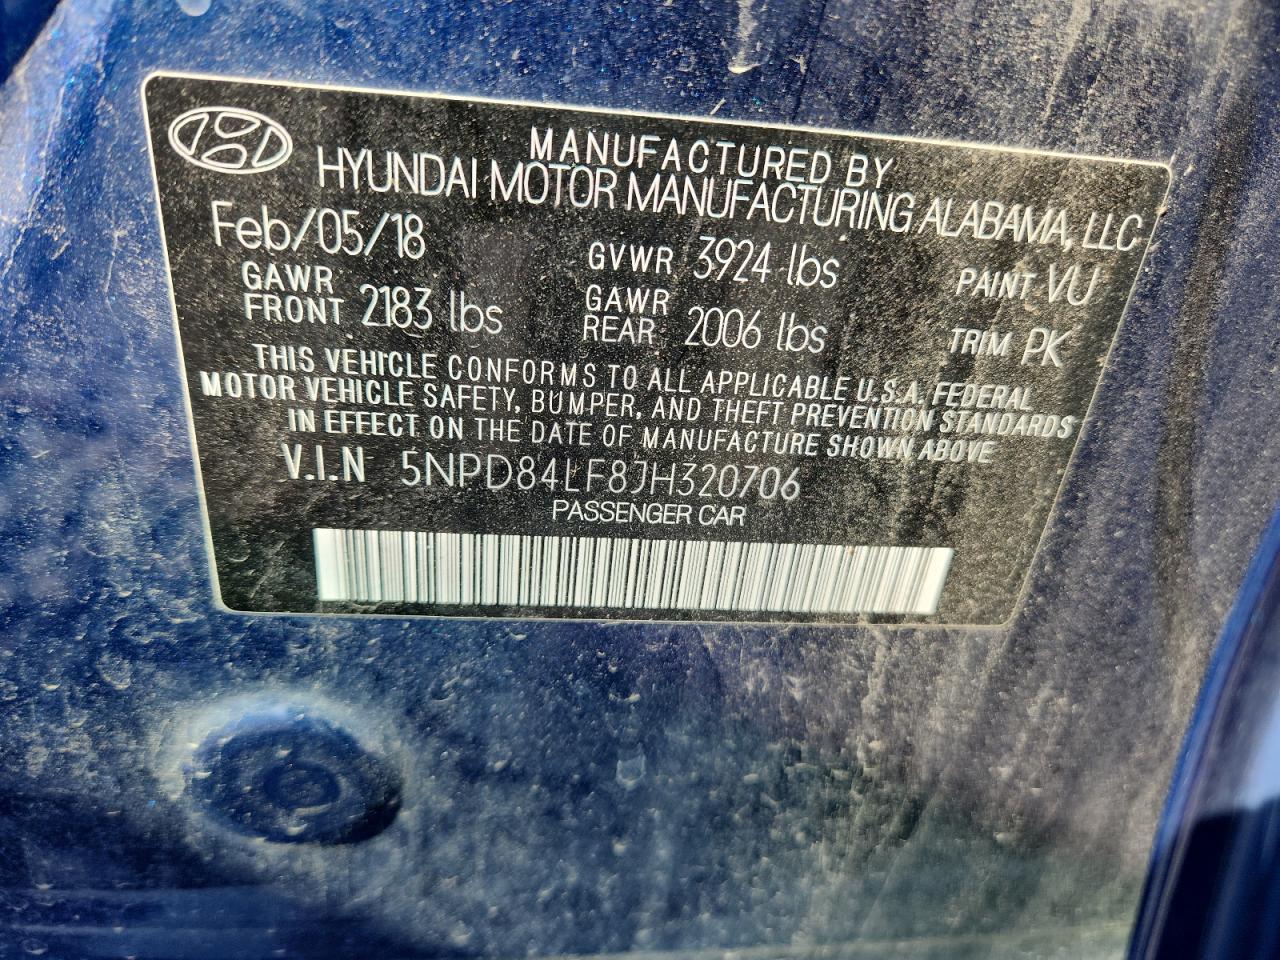 MANUFACTURED BY
HYUNDAI MOTOR MANUFACTURING ALABAMA, LLC
Feb/05/18 GVWR 3924 lbs PAINT VU
GAWR FRONT 2183 lbs GAWR REAR 2006 lbs TRIM PK
THIS VEHICLE CONFORMS TO ALL APPLICABLE U.S.A. FEDERAL
MOTOR VEHICLE SAFETY, BUMPER, AND THEFT PREVENTION STANDARDS
IN EFFECT ON THE DATE OF MANUFACTURE SHOWN ABOVE
V.I.N 5NPD84LF8JH320706
PASSENGER CAR